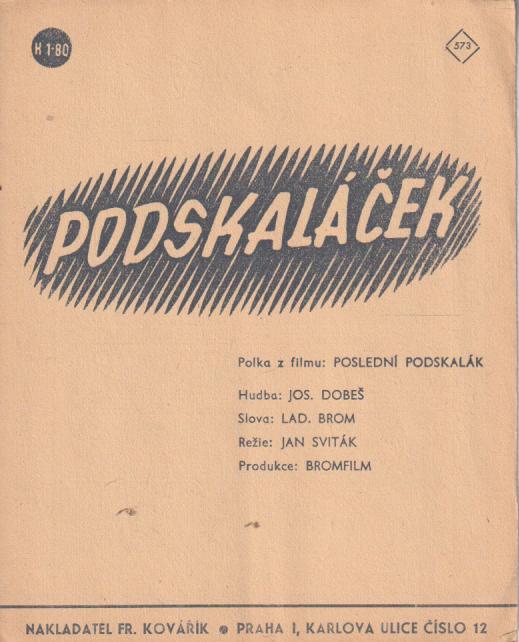 K 1·80
573
PODSKALÁČEK
Polka z filmu: POSLEDNÍ PODSKALÁK
Hudba: JOS. DOBEŠ
Slova: LAD. BROM
Režie: JAN SVITÁK
Produkce: BROMFILM
NAKLADATEL FR. KOVÁŘÍK ● PRAHA I, KARLOVA ULICE ČÍSLO 12